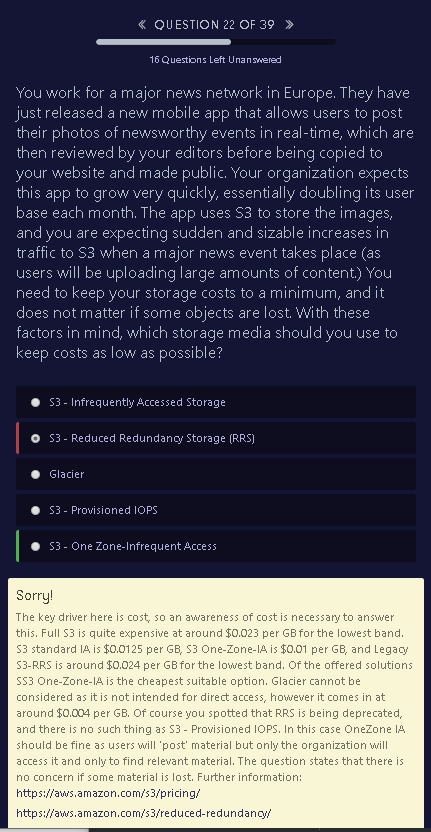 « QUESTION 22 OF 39 »
16 Questions Left Unanswered
You work for a major news network in Europe. They have
just released a new mobile app that allows users to post
their photos of newsworthy events in real-time, which are
then reviewed by your editors before being copied to
your website and made public. Your organization expects
this app to grow very quickly, essentially doubling its user
base each month. The app uses S3 to store the images,
and you are expecting sudden and sizable increases in
traffic to S3 when a major news event takes place (as
users will be uploading large amounts of content.) You
need to keep your storage costs to a minimum, and it
does not matter if some objects are lost. With these
factors in mind, which storage media should you use to
keep costs as low as possible?
S3 - Infrequently Accessed Storage
S3 - Reduced Redundancy Storage (RRS)
Glacier
S3 - Provisioned IOPS
S3 - One Zone-Infrequent Access
Sorry!
The key driver here is cost, so an awareness of cost is necessary to answer
this. Full S3 is quite expensive at around $0.023 per GB for the lowest band.
S3 standard IA is $0.0125 per GB, S3 One-Zone-IA is $0.01 per GB, and Legacy
S3-RRS is around $0.024 per GB for the lowest band. Of the offered solutions
SS3 One-Zone-IA is the cheapest suitable option. Glacier cannot be
considered as it is not intended for direct access, however it comes in at
around $0.004 per GB. Of course you spotted that RRS is being deprecated,
and there is no such thing as S3 - Provisioned IOPS. In this case OneZone IA
should be fine as users will 'post' material but only the organization will
access it and only to find relevant material. The question states that there is
no concern if some material is lost. Further information:
https://aws.amazon.com/s3/pricing/
https://aws.amazon.com/s3/reduced-redundancy/